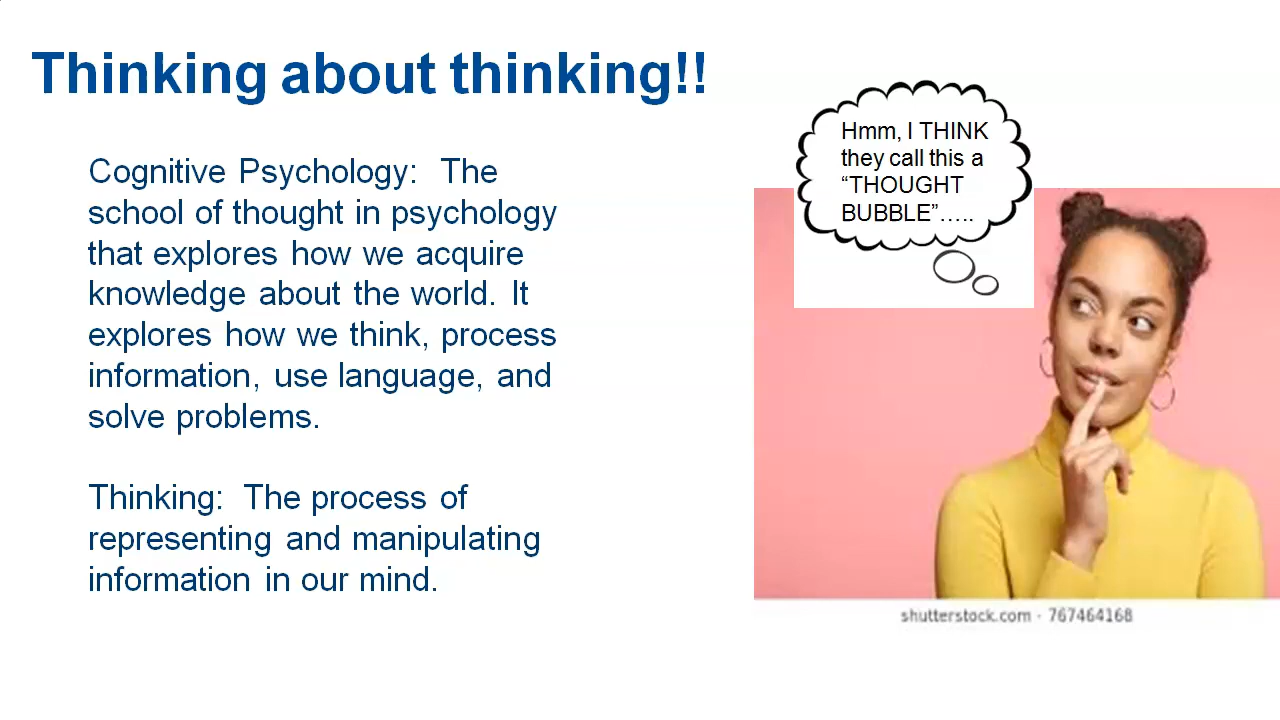 Thinking about thinking!!
Cognitive Psychology: The
school of thought in psychology
that explores how we acquire
knowledge about the world. It
explores how we think, process
information, use language, and
solve problems.
Thinking: The process of
representing and manipulating
information in our mind.
Hmm, I THINK
they call this a
“THOUGHT
BUBBLE”…..
shutterstock.com · 767464168